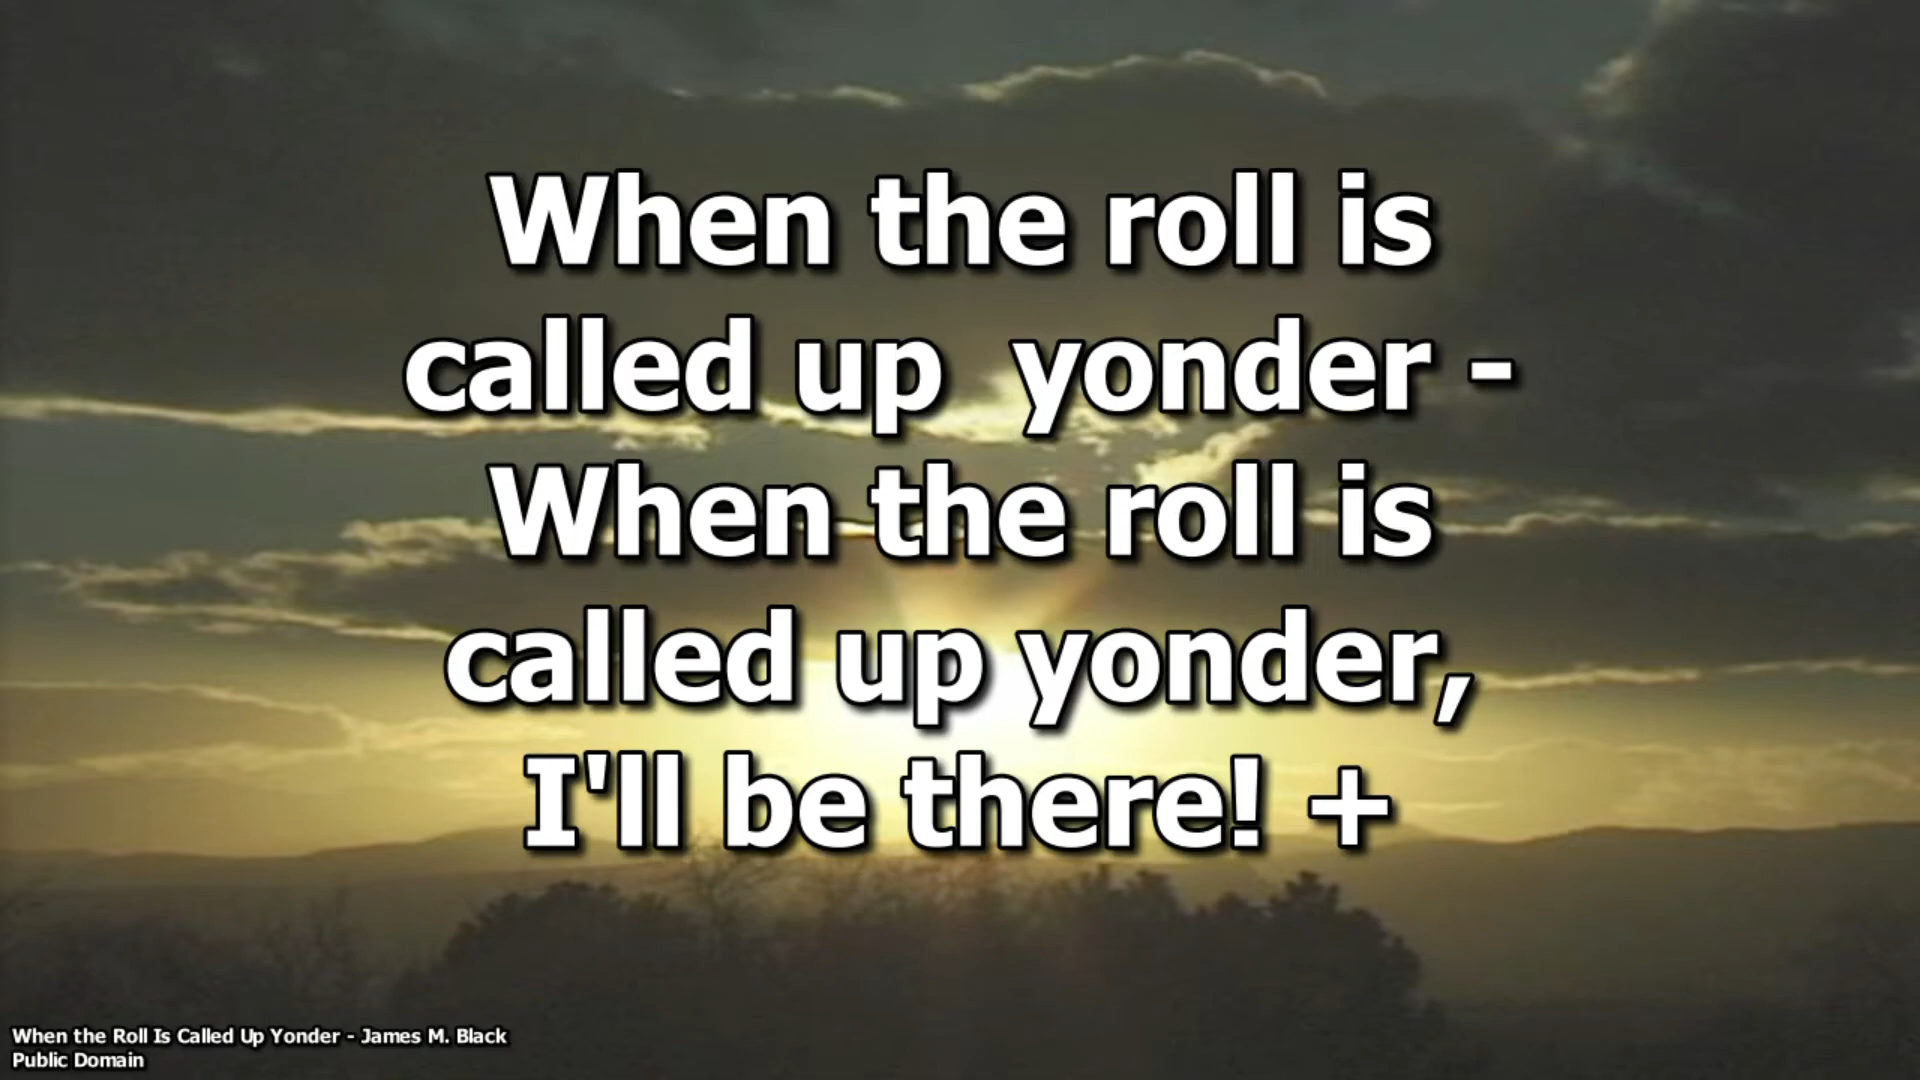 When the roll is
called up  yonder -
When the roll is
called up yonder,
I'll be there! +
When the Roll Is Called Up Yonder - James M. Black
Public Domain